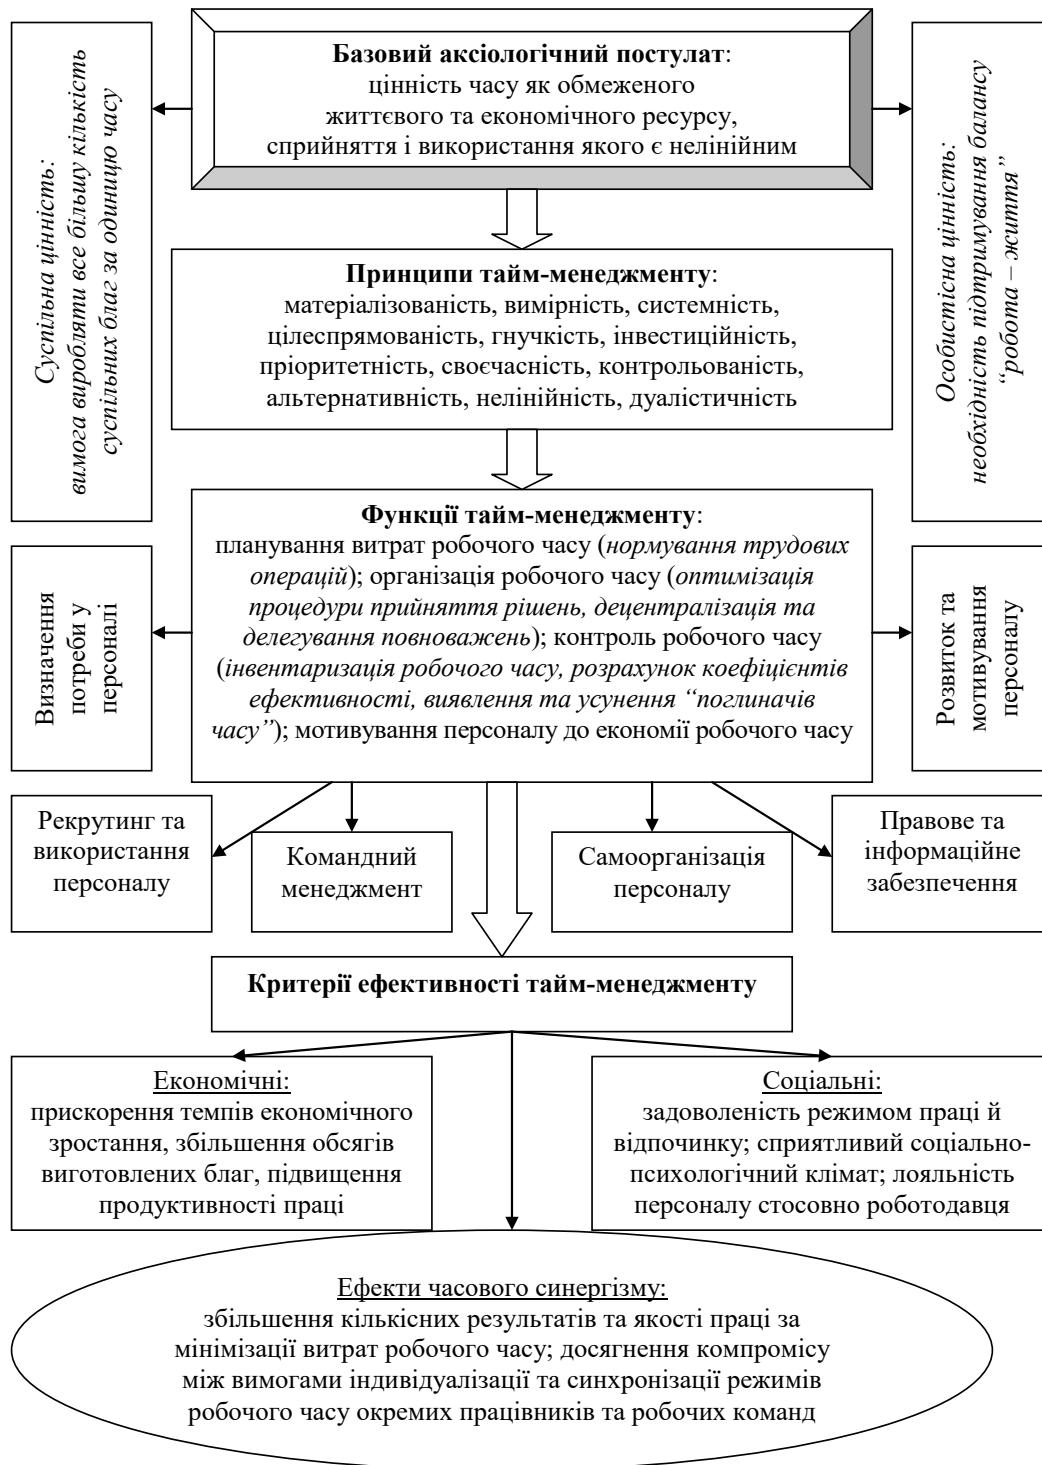 Базовий аксіологічний постулат:
цінність часу як обмеженого
життєвого та економічного ресурсу,
сприйняття і використання якого є нелінійним
Суспільна цінність:
вимога виробляти все більшу кількість
суспільних благ за одиницю часу
Особистісна цінність:
необхідність підтримування балансу
“робота – життя”
Принципи тайм-менеджменту:
матеріалізованість, вимірність, системність,
цілеспрямованість, гнучкість, інвестиційність,
пріоритетність, своєчасність, контрольованість,
альтернативність, нелінійність, дуалістичність
Функції тайм-менеджменту:
планування витрат робочого часу (нормування трудових
операцій); організація робочого часу (оптимізація
процедури прийняття рішень, децентралізація та
делегування повноважень); контроль робочого часу
(інвентаризація робочого часу, розрахунок коефіцієнтів
ефективності, виявлення та усунення “поглиначів
часу”); мотивування персоналу до економії робочого часу
Визначення
потреби у
персоналі
Розвиток та
мотивування
персоналу
Рекрутинг та
використання
персоналу
Командний
менеджмент
Самоорганізація
персоналу
Правове та
інформаційне
забезпечення
Критерії ефективності тайм-менеджменту
Економічні:
прискорення темпів економічного
зростання, збільшення обсягів
виготовлених благ, підвищення
продуктивності праці
Соціальні:
задоволеність режимом праці й
відпочинку; сприятливий соціально-
психологічний клімат; лояльність
персоналу стосовно роботодавця
Ефекти часового синергізму:
збільшення кількісних результатів та якості праці за
мінімізації витрат робочого часу; досягнення компромісу
між вимогами індивідуалізації та синхронізації режимів
робочого часу окремих працівників та робочих команд